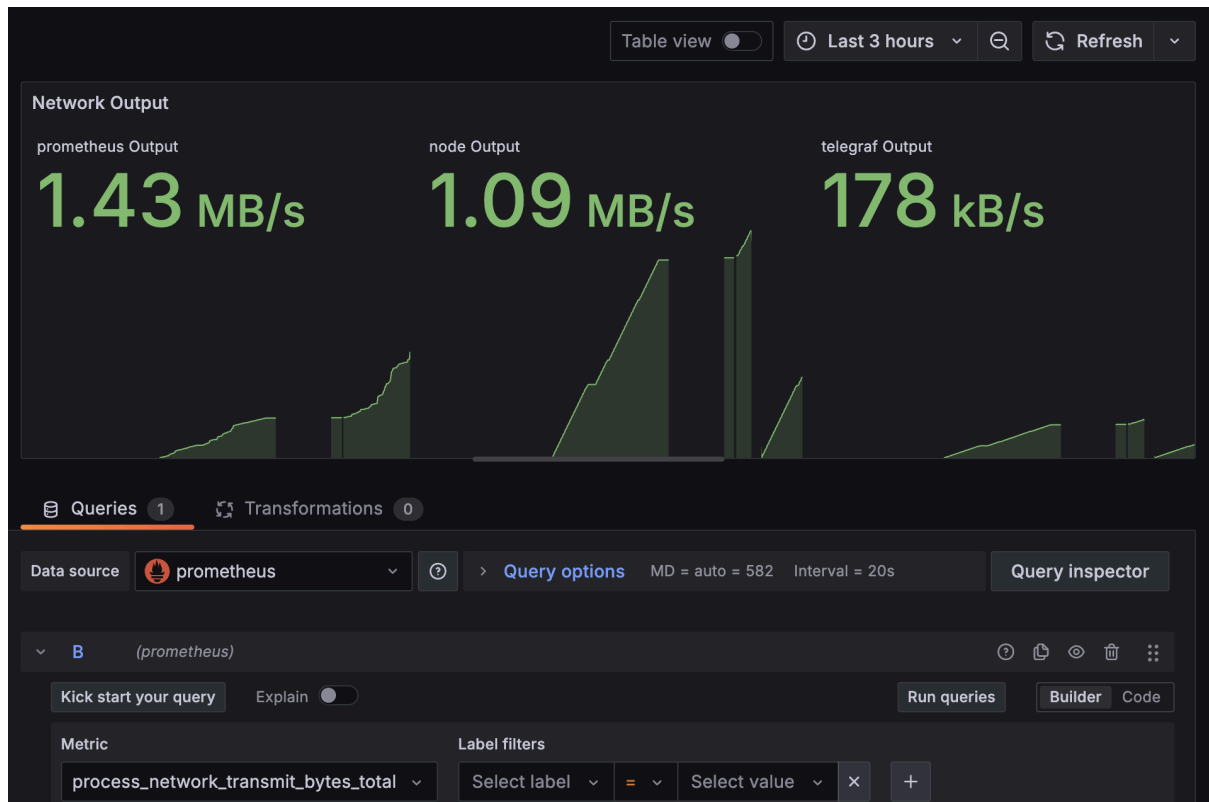 Table view Last 3 hours Refresh
Network Output
prometheus Output node Output telegraf Output
1.43 MB/s 1.09 MB/s 178 kB/s
Queries 1 Transformations 0
Data source prometheus Query options MD = auto = 582 Interval = 20s Query inspector
B (prometheus)
Kick start your query Explain Run queries Builder Code
Metric Label filters
process_network_transmit_bytes_total Select label = Select value